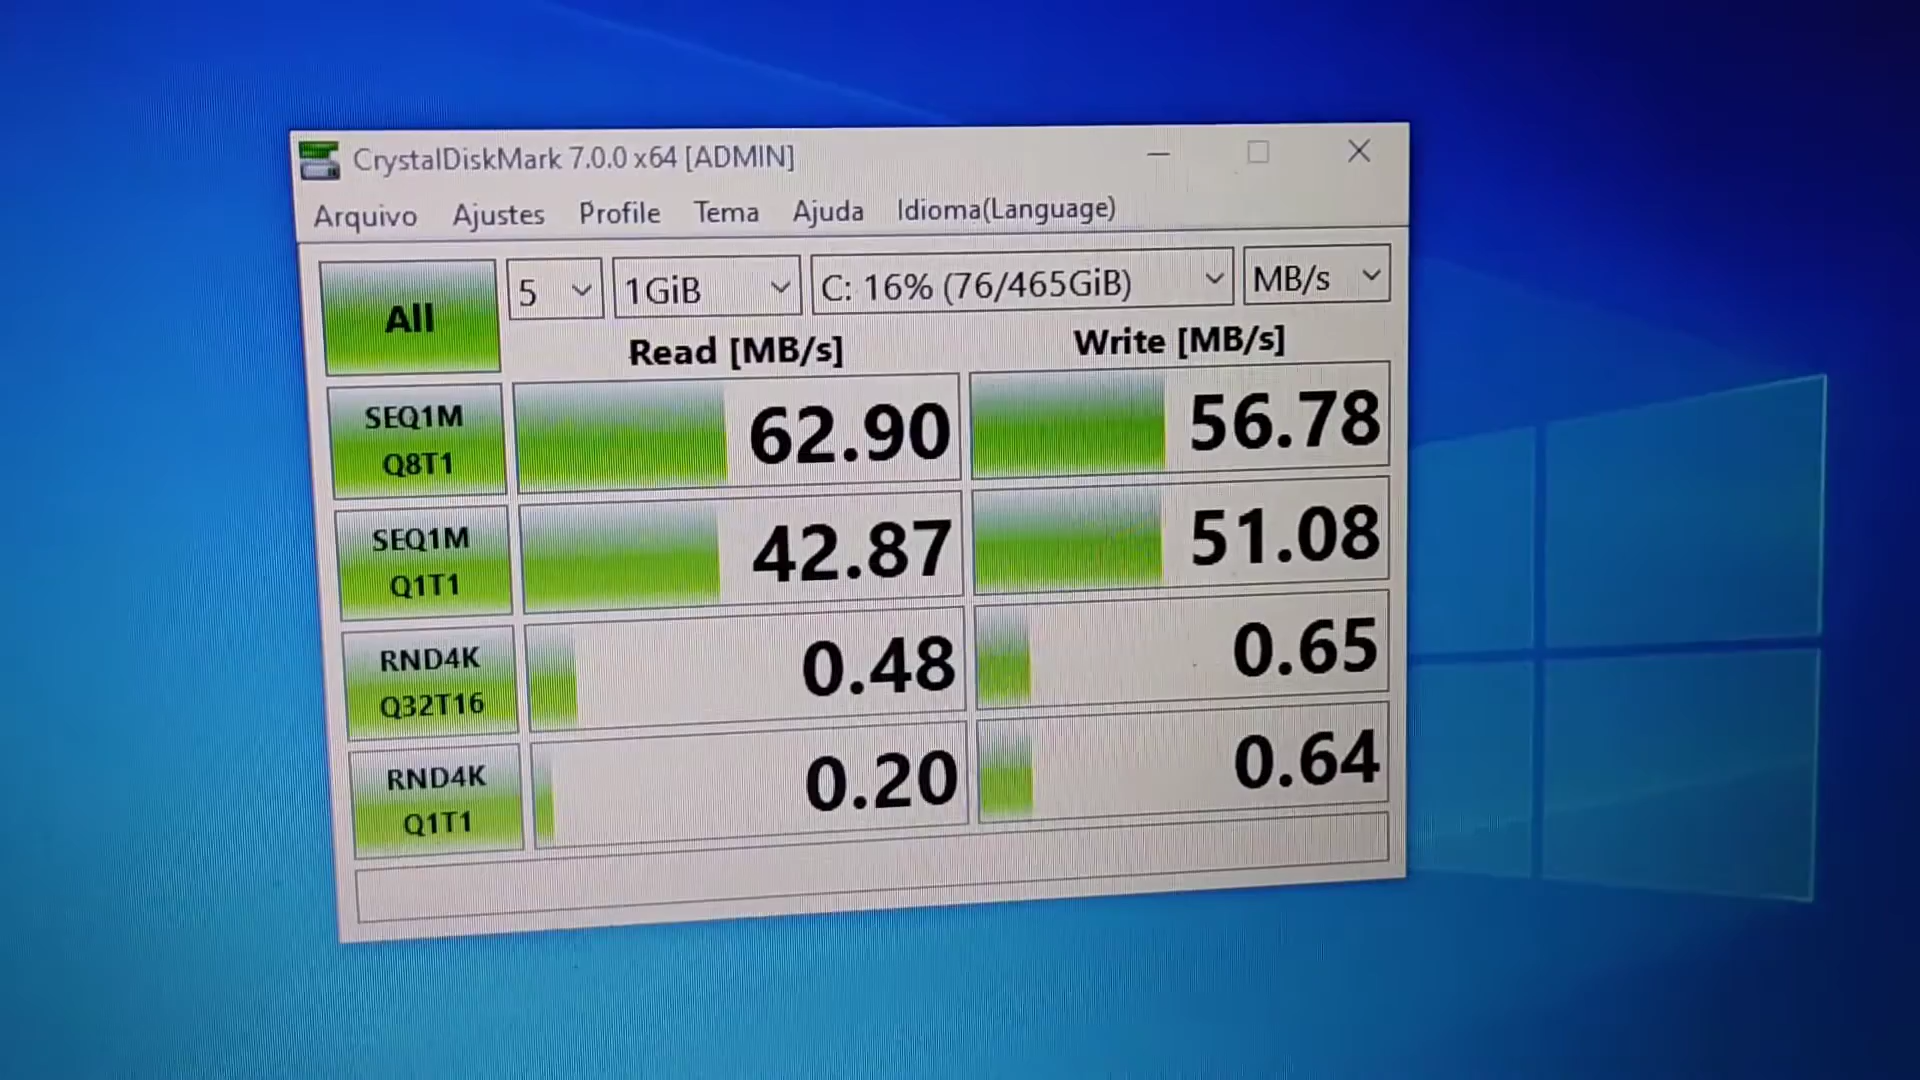 CrystalDiskMark 7.0.0 x64 [ADMIN]
Arquivo Ajustes Profile Tema Ajuda Idioma(Language)
All 5 1GiB C: 16% (76/465GiB) MB/s
Read [MB/s] Write [MB/s]
SEQ1M
Q8T1
62.90 56.78
SEQ1M
Q1T1
42.87 51.08
RND4K
Q32T16
0.48 0.65
RND4K
Q1T1
0.20 0.64